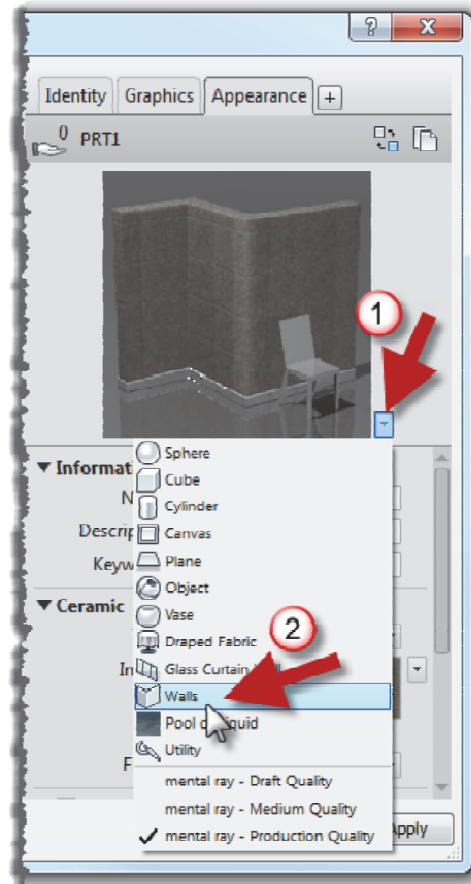 ?
X
Identity Graphics Appearance +
0 PRT1
1
Sphere
Informat
Cube
N
Cylinder
Descrip
Canvas
Keyw
Plane
Object
Ceramic
Vase
2
Draped Fabric
In
Glass Curtain
Walls
Pool of Liquid
Utility
F
mental ray - Draft Quality
mental ray - Medium Quality
mental ray - Production Quality
Apply